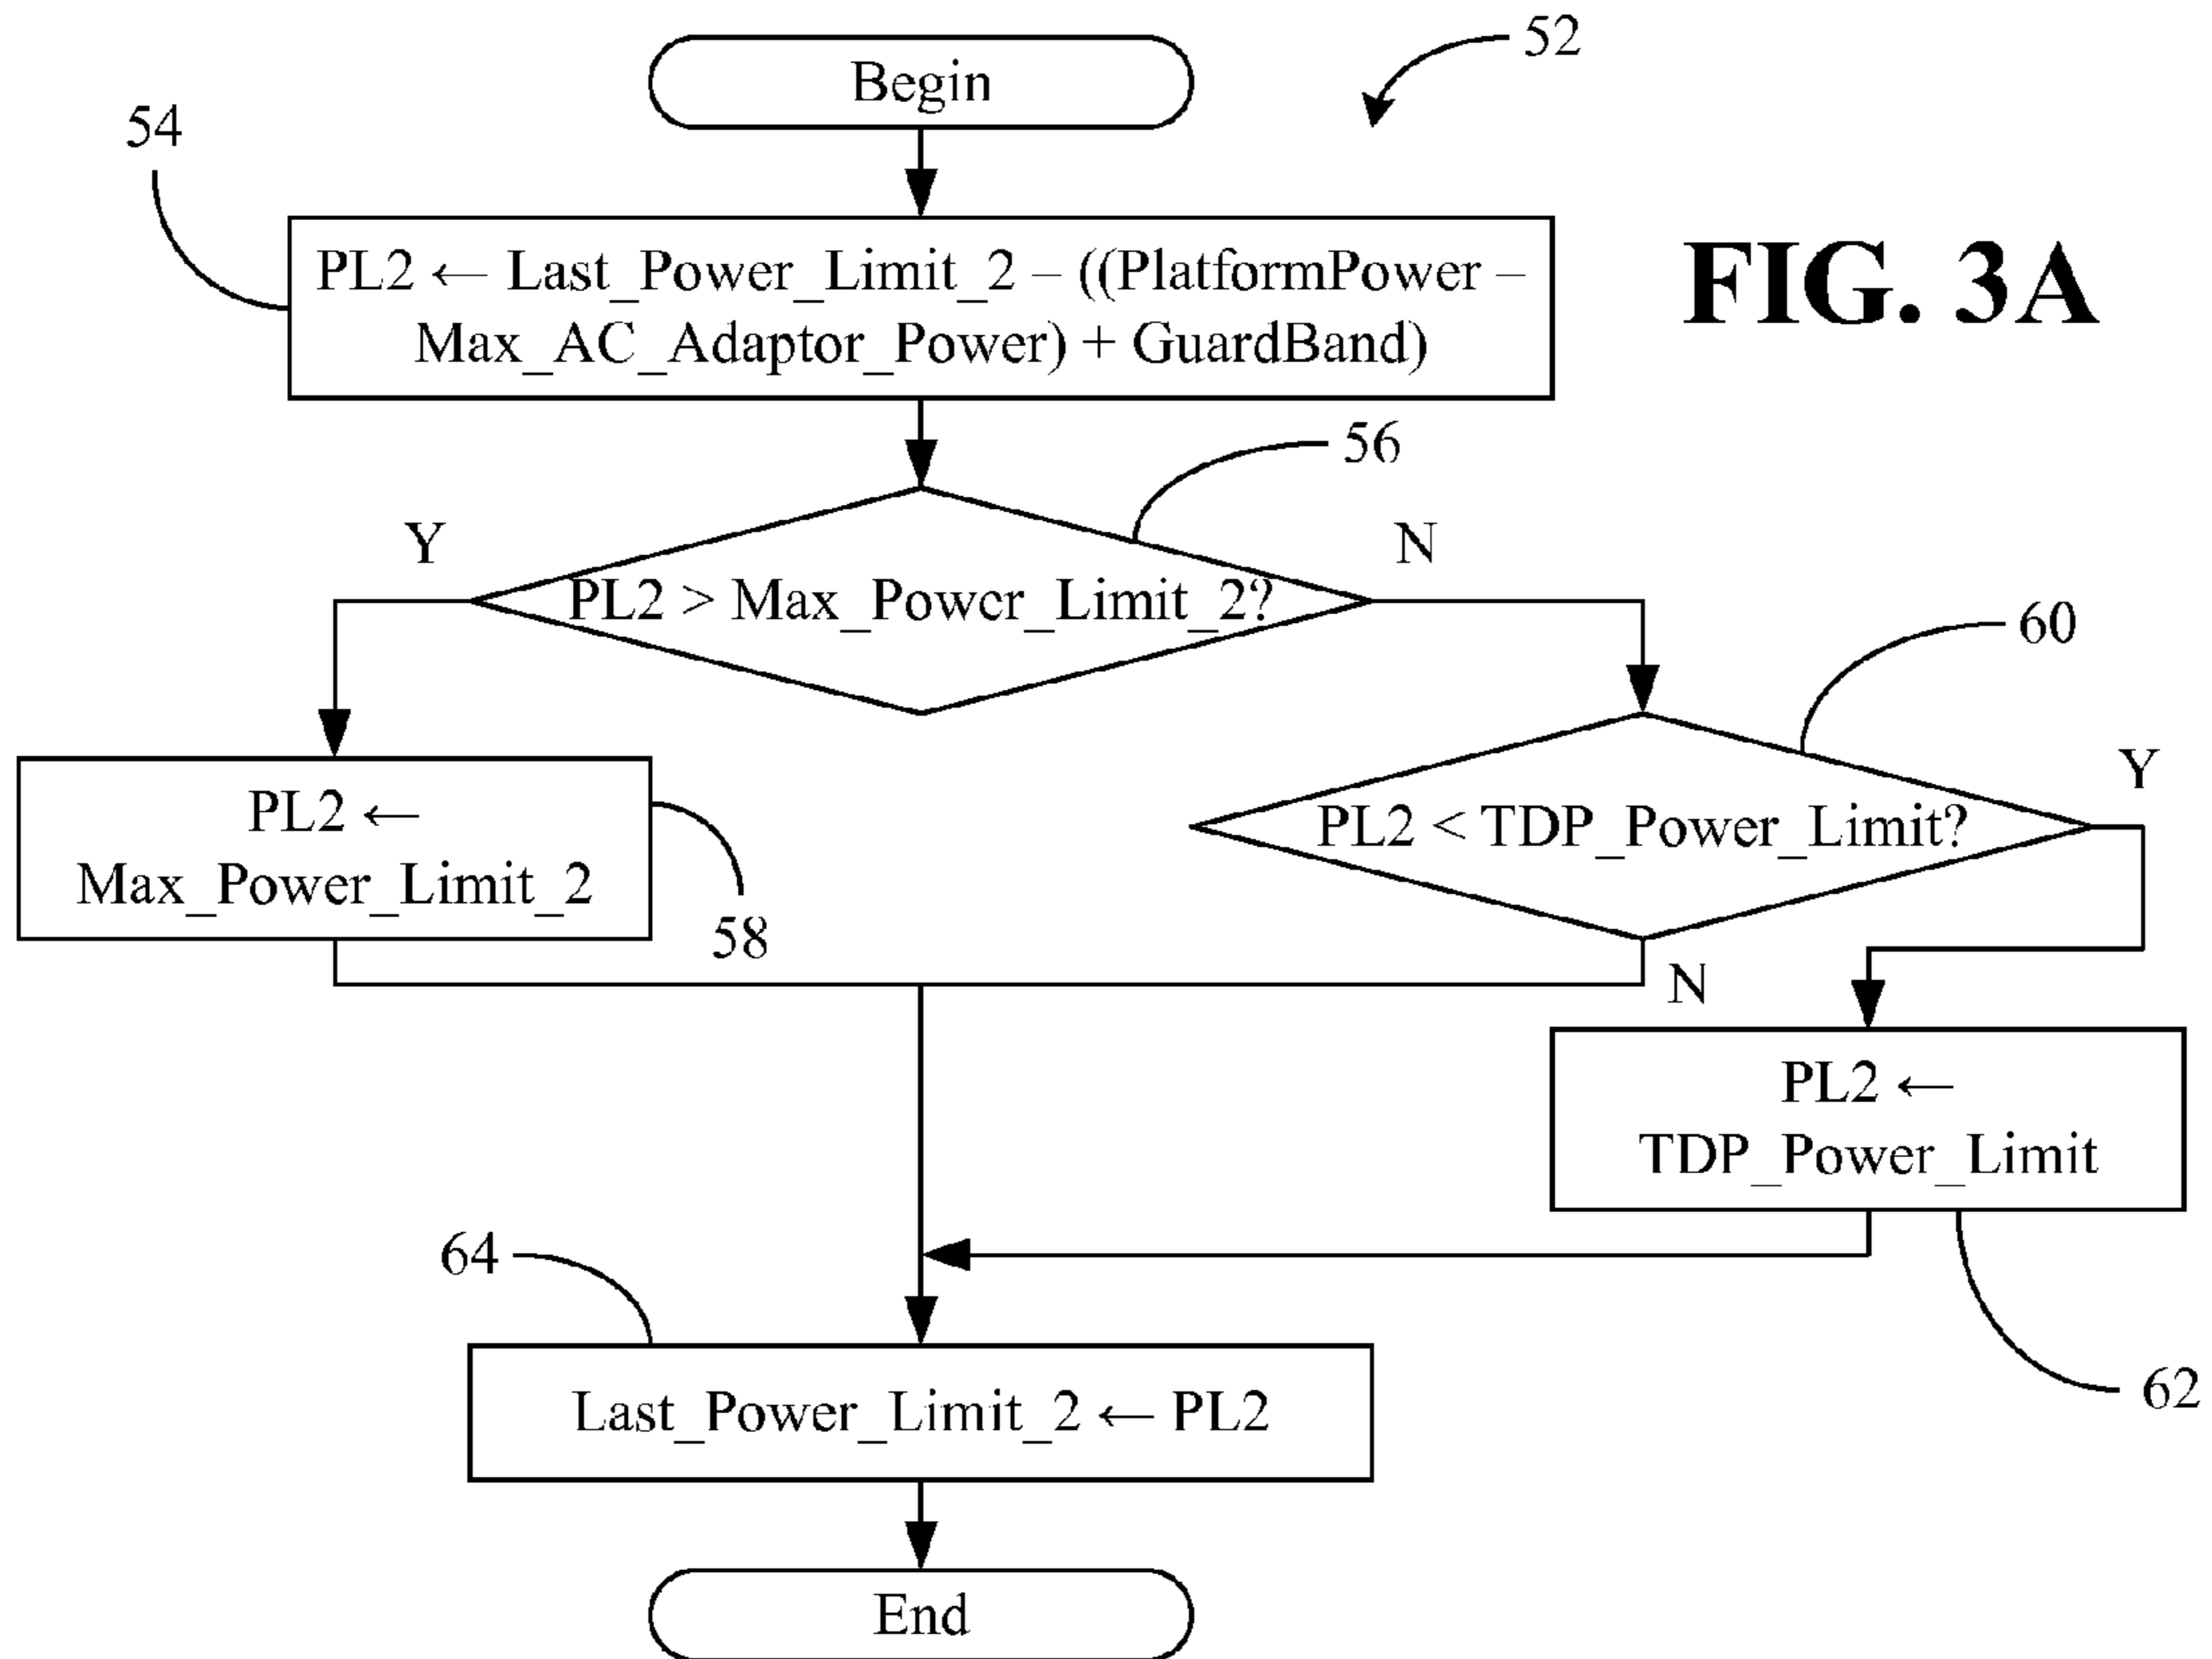 Begin
52
54
PL2 ← Last_Power_Limit_2 – ((PlatformPower –
Max_AC_Adaptor_Power) + GuardBand)
FIG. 3A
56
Y
N
PL2 > Max_Power_Limit_2?
60
Y
PL2 ←
Max_Power_Limit_2
58
PL2 < TDP_Power_Limit?
N
PL2 ←
TDP_Power_Limit
64
62
Last_Power_Limit_2 ← PL2
End